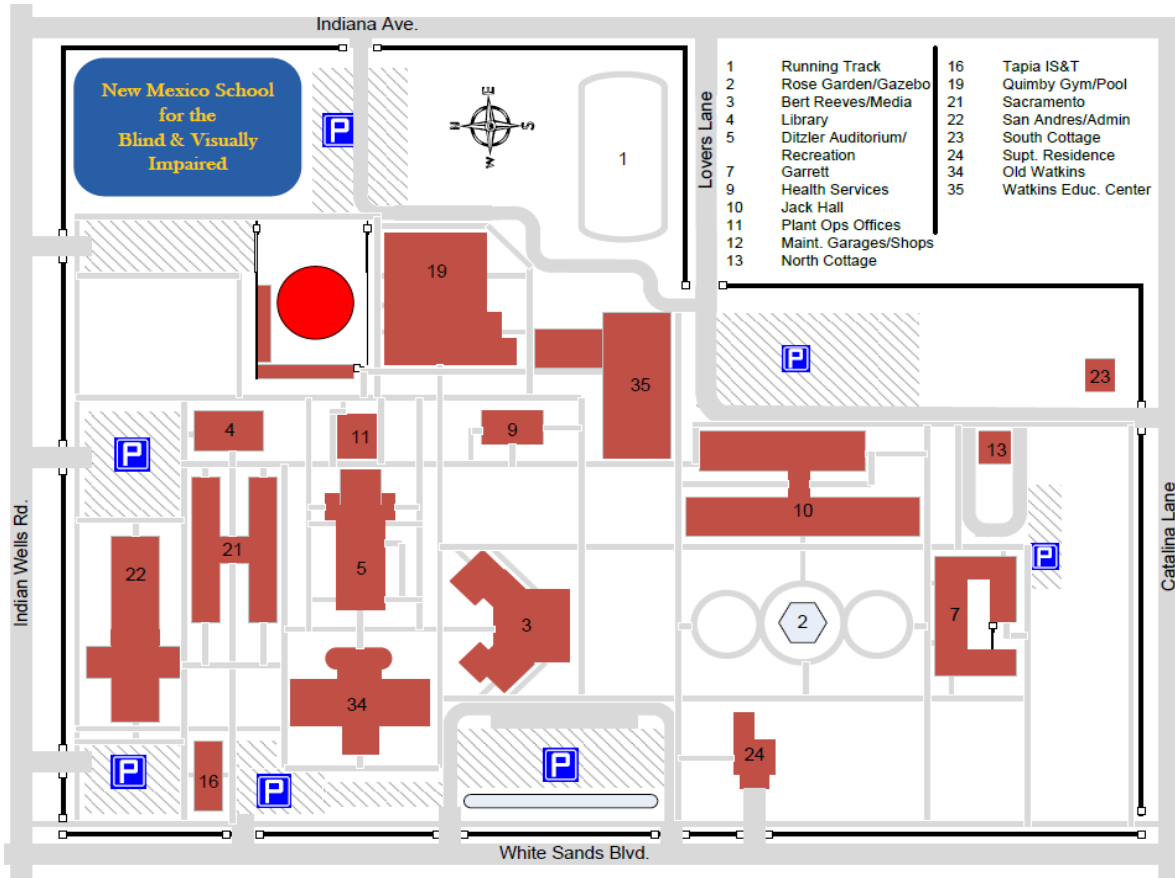 Indiana Ave.
New Mexico School
for the
Blind & Visually
Impaired
P
E
N
S
W
1
Lovers Lane
1 Running Track
2 Rose Garden/Gazebo
3 Bert Reeves/Media
4 Library
5 Ditzler Auditorium/
Recreation
7 Garrett
9 Health Services
10 Jack Hall
11 Plant Ops Offices
12 Maint. Garages/Shops
13 North Cottage
16 Tapia IS&T
19 Quimby Gym/Pool
21 Sacramento
22 San Andres/Admin
23 South Cottage
24 Supt. Residence
34 Old Watkins
35 Watkins Educ. Center
19
35
P
23
4
11
9
P
13
10
Indian Wells Rd.
Catalina Lane
22
21
5
3
2
7
P
34
24
P
16
P
P
White Sands Blvd.